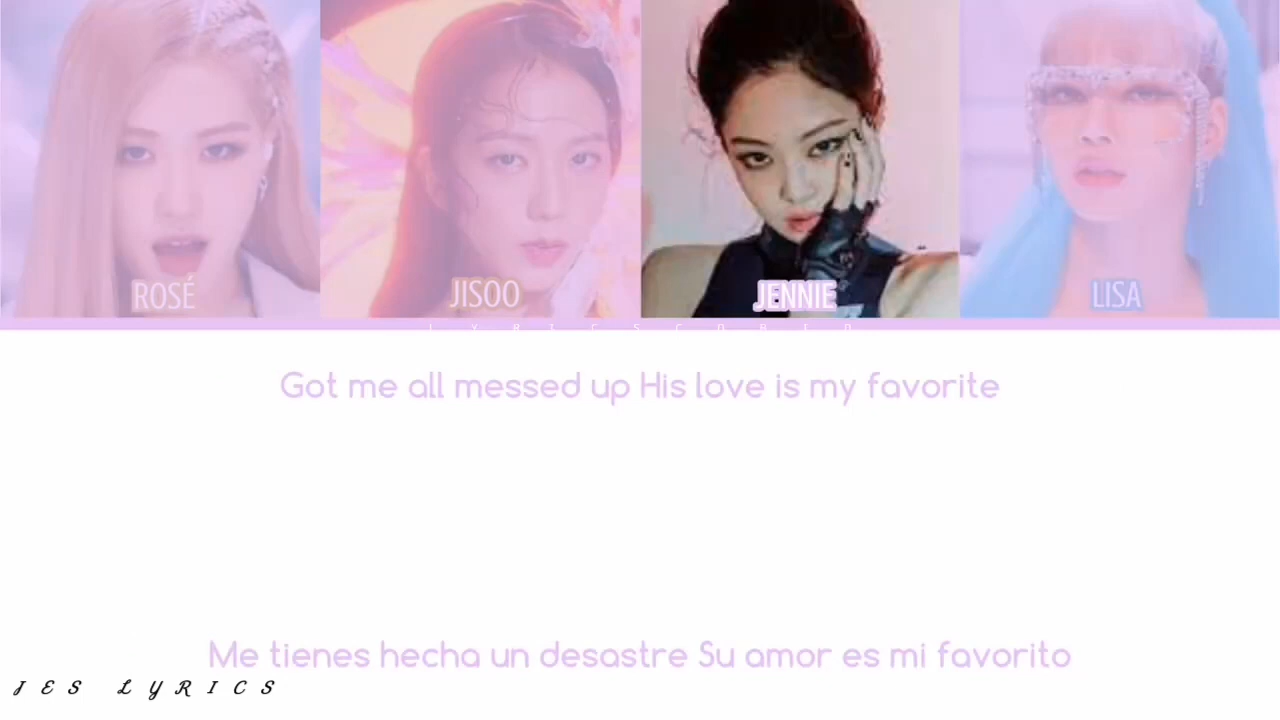 ROSÉ
JISOO
JENNIE
LISA
Got me all messed up His love is my favorite
Me tienes hecha un desastre Su amor es mi favorito
JES LYRICS